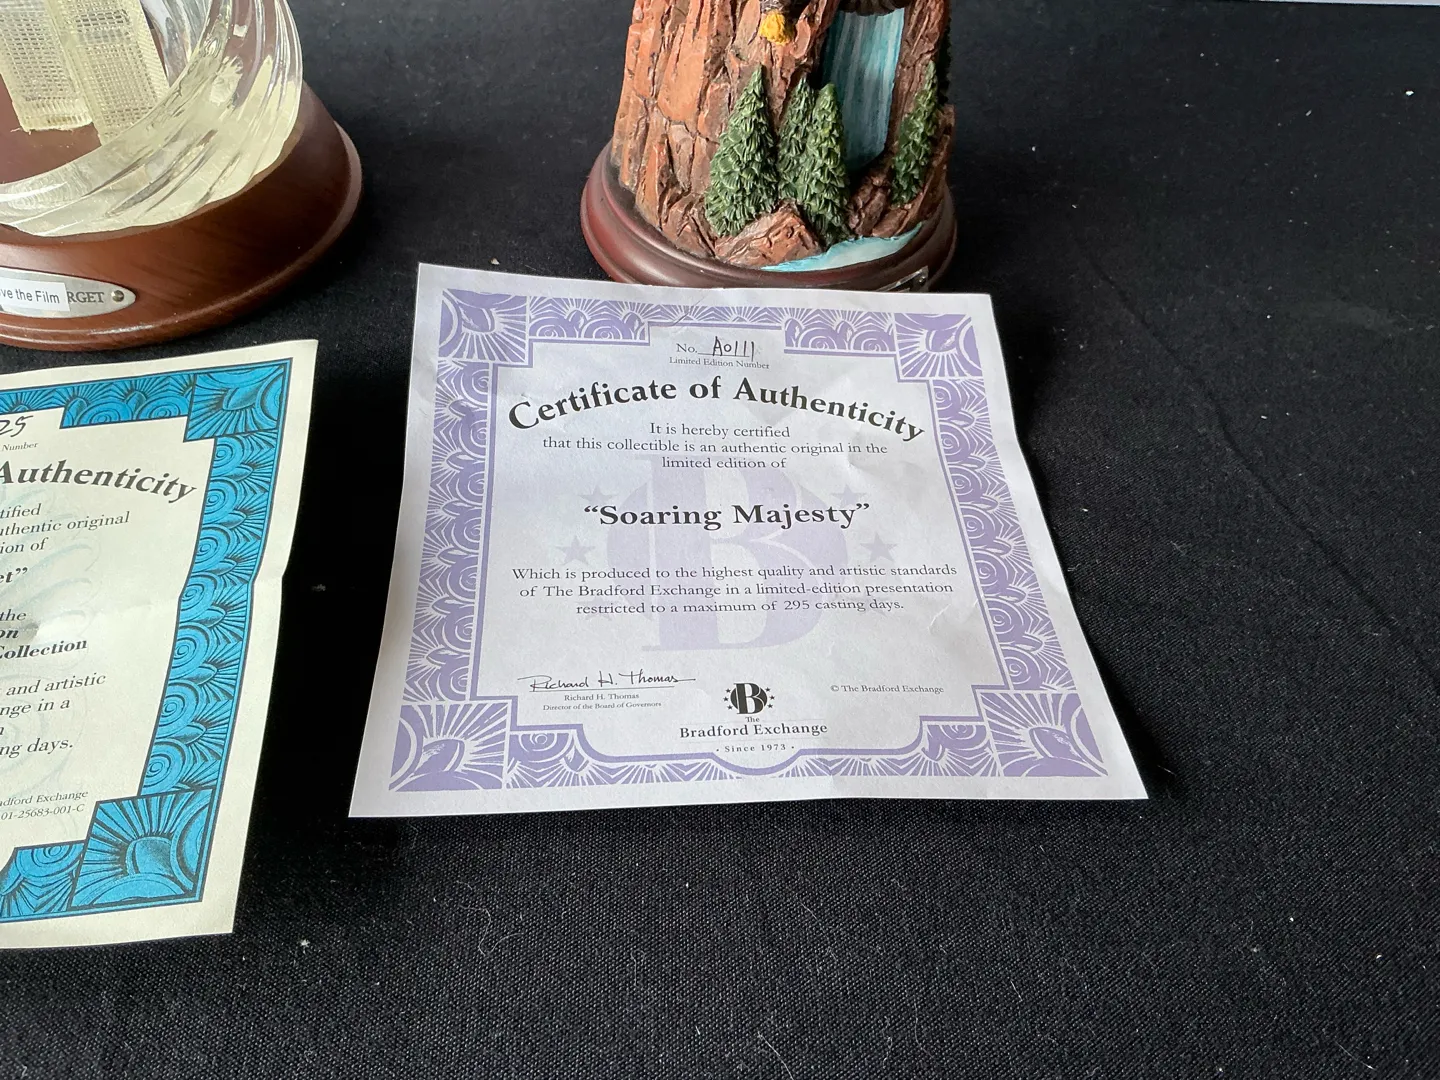 ve the Film RGET
25
Number
Authenticity
tified
uthentic original
ion of
et”
the
on
Collection
and artistic
nge in a
n
ng days.
adford Exchange
01-25683-001-C
No. A0111
Limited Edition Number
Certificate of Authenticity
It is hereby certified
that this collectible is an authentic original in the
limited edition of
“Soaring Majesty”
Which is produced to the highest quality and artistic standards
of The Bradford Exchange in a limited-edition presentation
restricted to a maximum of 295 casting days.
Richard H. Thomas
Richard H. Thomas
Director of the Board of Governors
B
The
Bradford Exchange
· Since 1973 ·
© The Bradford Exchange